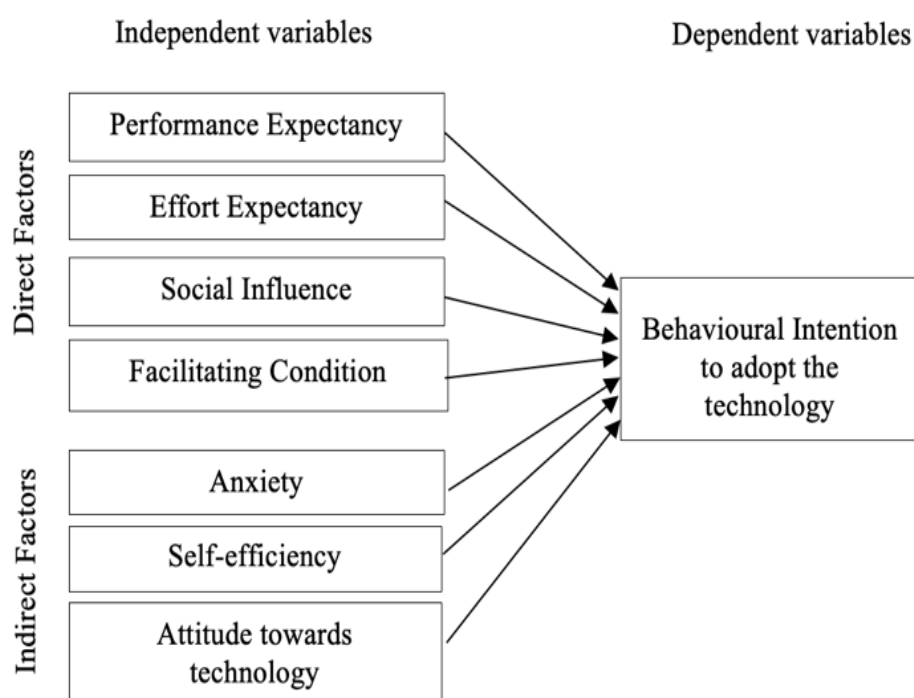 Independent variables
Dependent variables
Direct Factors
Performance Expectancy
Effort Expectancy
Social Influence
Facilitating Condition
Indirect Factors
Anxiety
Self-efficiency
Attitude towards
technology
Behavioural Intention
to adopt the
technology